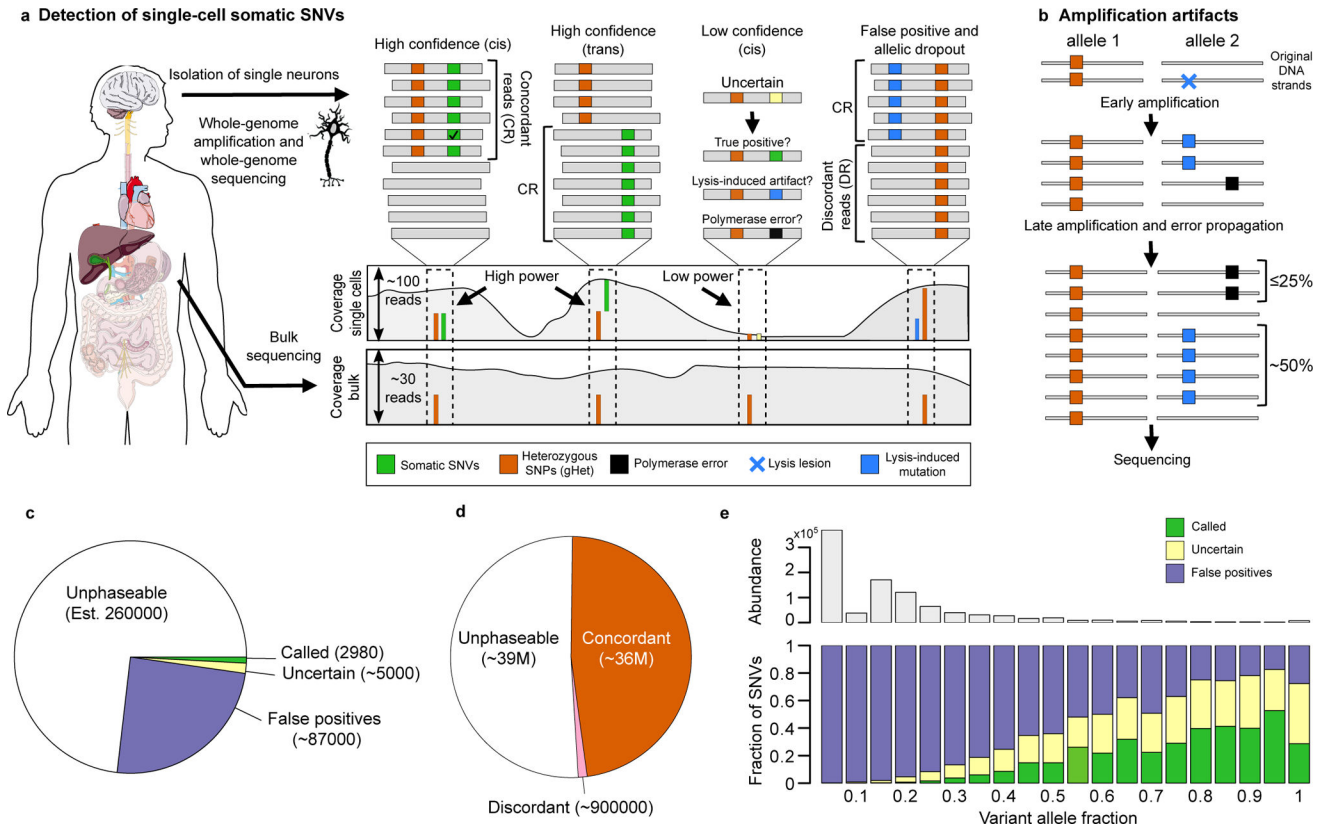 a Detection of single-cell somatic SNVs
Isolation of single neurons
Whole-genome
amplification and
whole-genome
sequencing
Bulk
sequencing
High confidence (cis)
Concordant
reads (CR)
High confidence
(trans)
CR
Low confidence
(cis)
Uncertain
True positive?
Lysis-induced artifact?
Polymerase error?
False positive and
allelic dropout
CR
Discordant
reads (DR)
Coverage
single cells
~100
reads
High power
Low power
Coverage
bulk
~30
reads
Somatic SNVs
Heterozygous
SNPs (gHet)
Polymerase error
Lysis lesion
Lysis-induced
mutation
b Amplification artifacts
allele 1
allele 2
Original
DNA
strands
Early amplification
Late amplification and error propagation
≤25%
~50%
Sequencing
c
Unphaseable
(Est. 260000)
Called (2980)
Uncertain (~5000)
False positives
(~87000)
d
Unphaseable
(~39M)
Concordant
(~36M)
Discordant (~900000)
e
Called
Uncertain
False positives
×10⁵
Abundance
3
2
1
0
Fraction of SNVs
1
0.8
0.6
0.4
0.2
0
0.1 0.2 0.3 0.4 0.5 0.6 0.7 0.8 0.9 1
Variant allele fraction